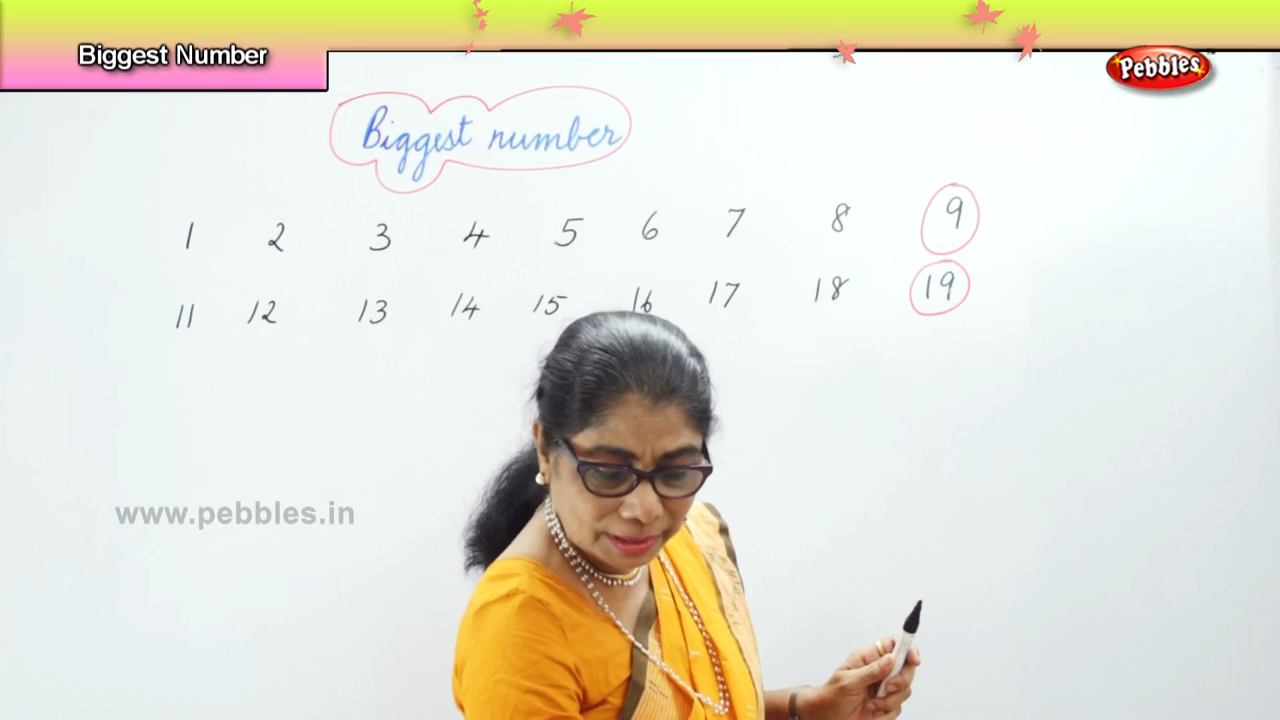 Biggest Number
Pebbles
Biggest number
1 2 3 4 5 6 7 8 9
11 12 13 14 15 16 17 18 19
www.pebbles.in